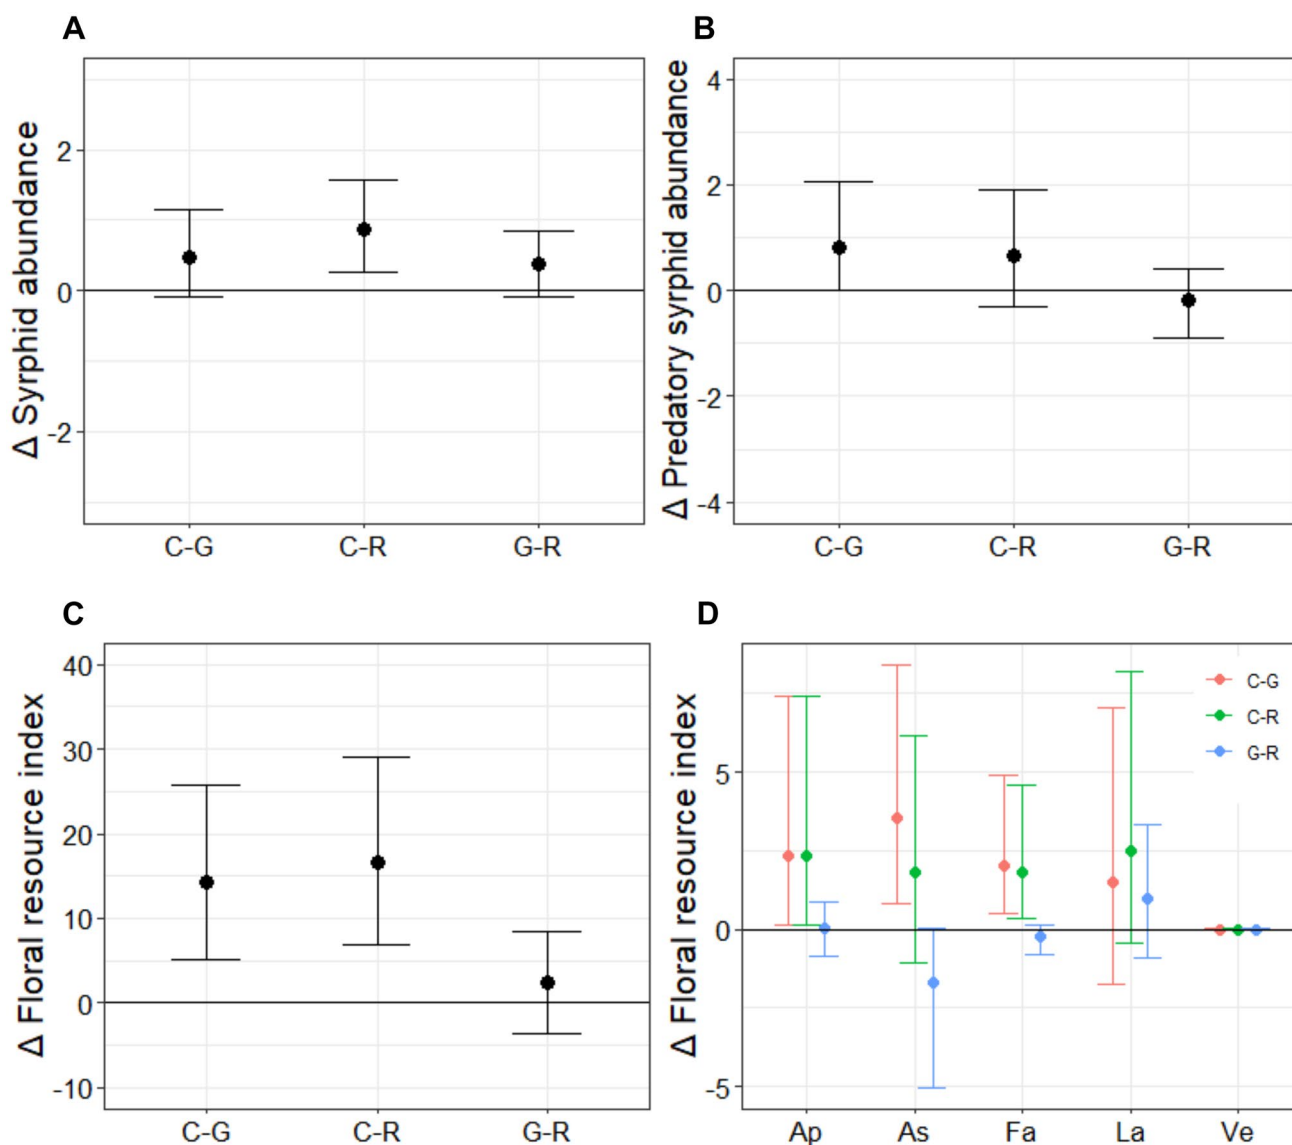 A
Δ Syrphid abundance
2
0
-2
C-G C-R G-R
B
Δ Predatory syrphid abundance
4
2
0
-2
-4
C-G C-R G-R
C
Δ Floral resource index
40
30
20
10
0
-10
C-G C-R G-R
D
Δ Floral resource index
5
0
-5
C-G
C-R
G-R
Ap As Fa La Ve